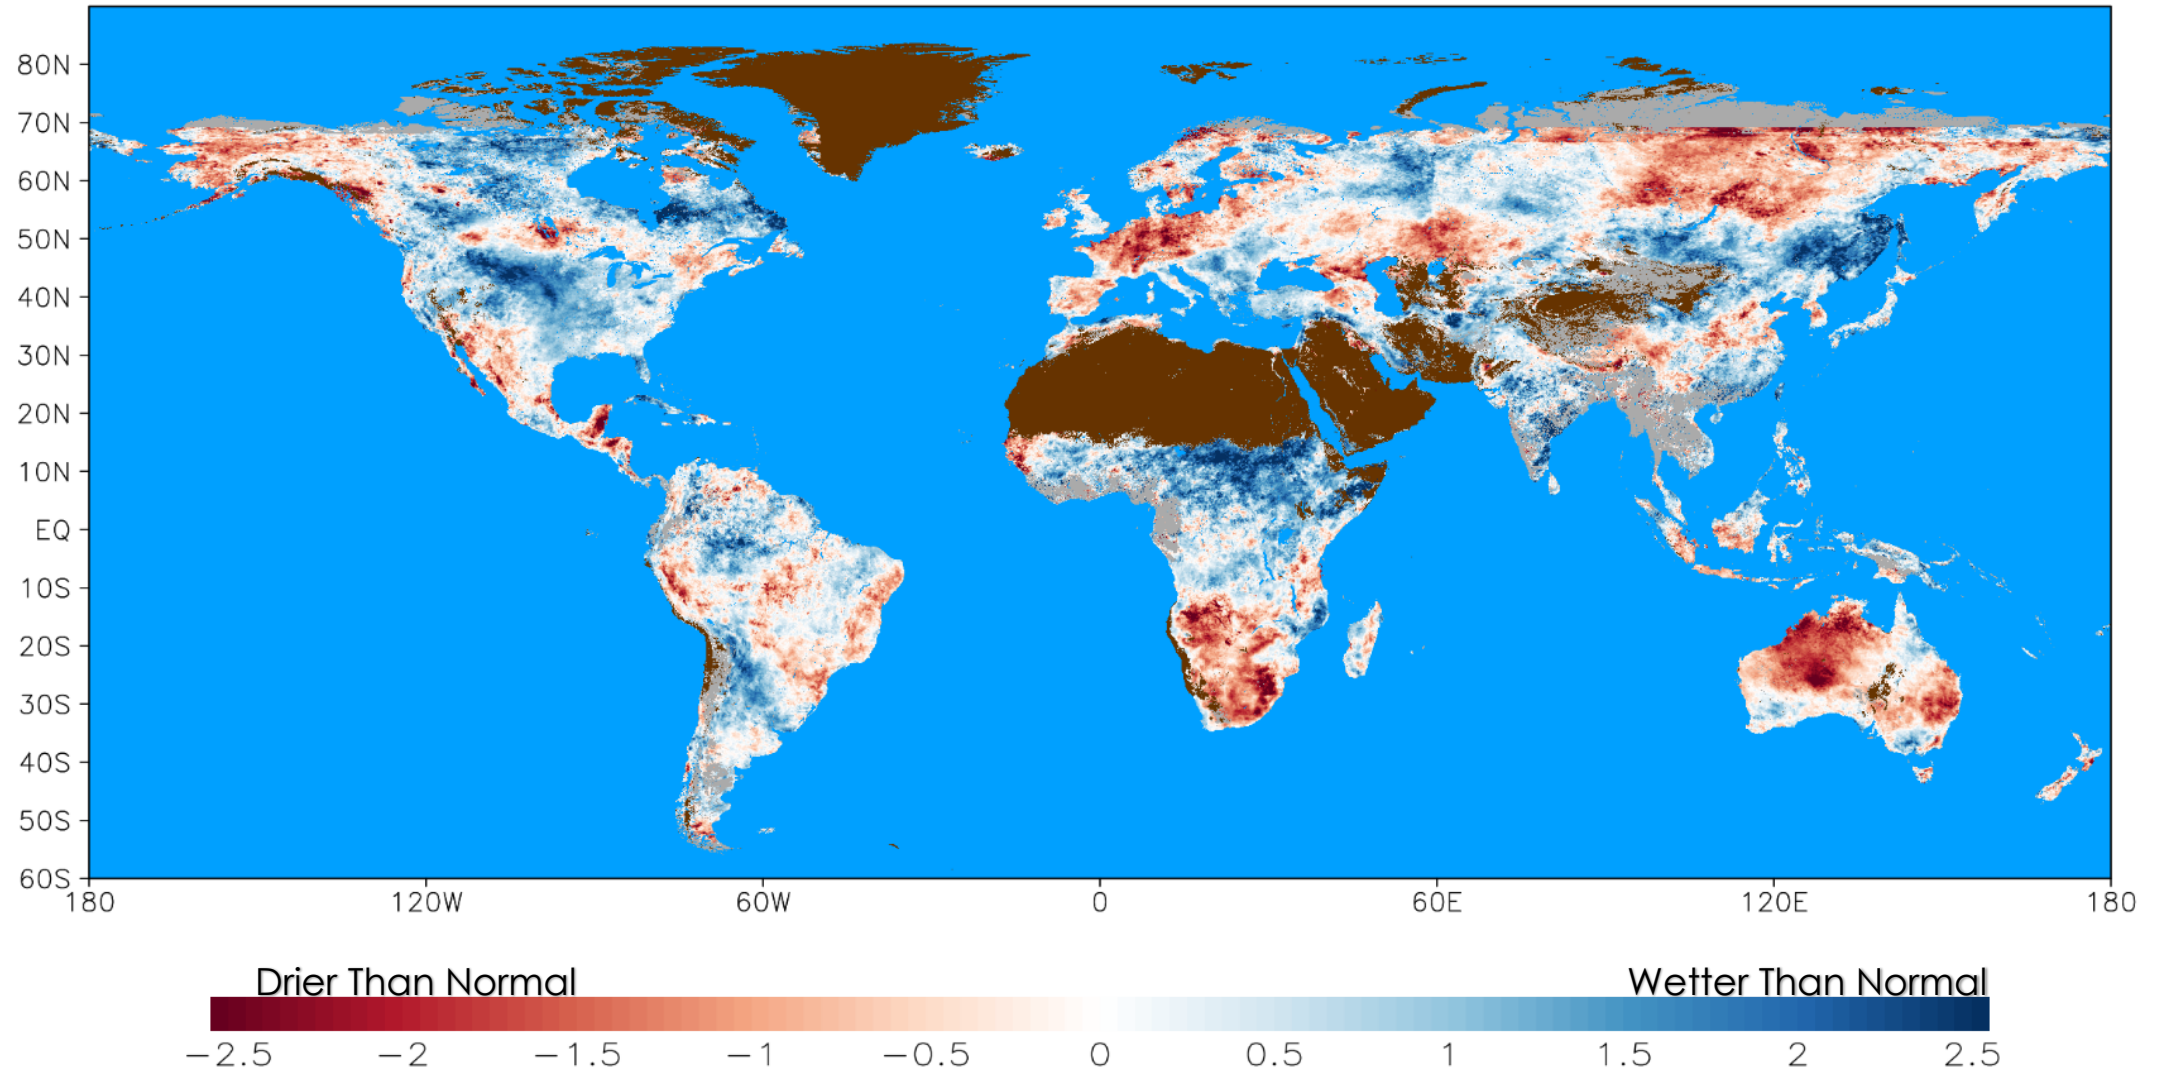 80N
70N
60N
50N
40N
30N
20N
10N
EQ
10S
20S
30S
40S
50S
60S
180 120W 60W 0 60E 120E 180
Drier Than Normal Wetter Than Normal
−2.5 −2 −1.5 −1 −0.5 0 0.5 1 1.5 2 2.5